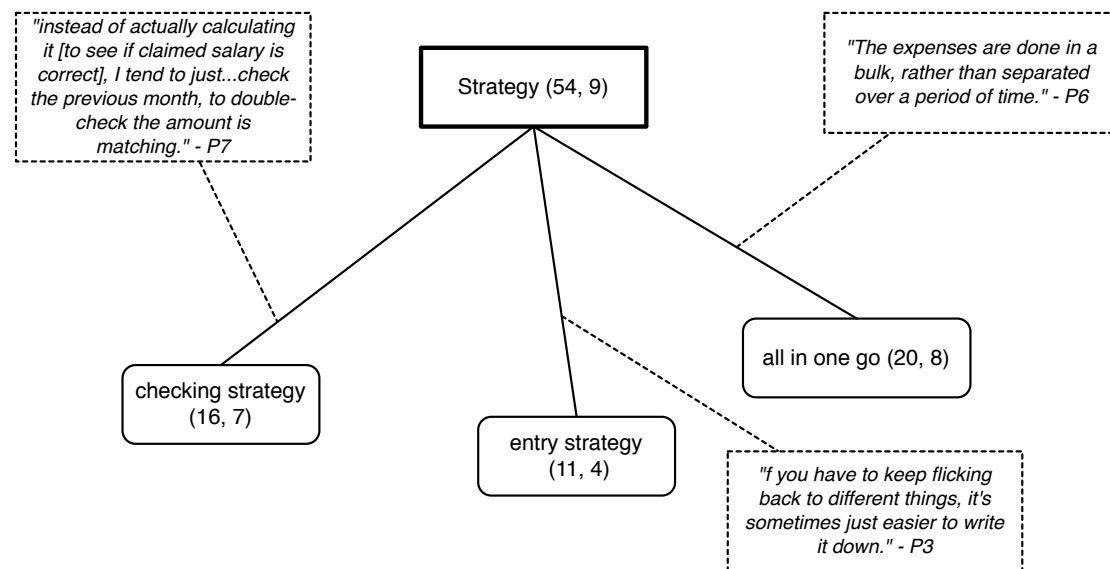 "instead of actually calculating
it [to see if claimed salary is
correct], I tend to just...check
the previous month, to double-
check the amount is
matching." - P7
Strategy (54, 9)
"The expenses are done in a
bulk, rather than separated
over a period of time." - P6
checking strategy
(16, 7)
entry strategy
(11, 4)
all in one go (20, 8)
"f you have to keep flicking
back to different things, it's
sometimes just easier to write
it down." - P3